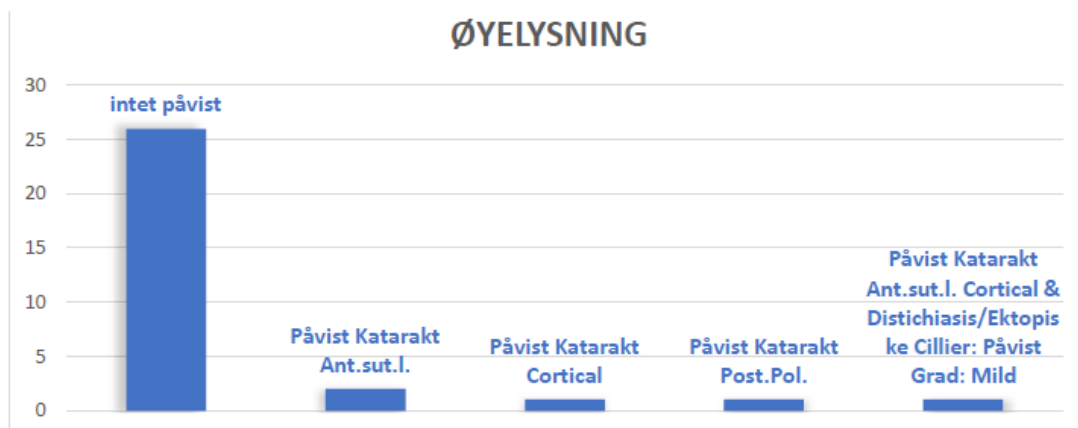 ØYELYSNING
30
25
20
15
10
5
0
intet påvist
Påvist Katarakt
Ant.sut.l.
Påvist Katarakt
Cortical
Påvist Katarakt
Post.Pol.
Påvist Katarakt
Ant.sut.l. Cortical &
Distichiasis/Ektopis
ke Cillier: Påvist
Grad: Mild